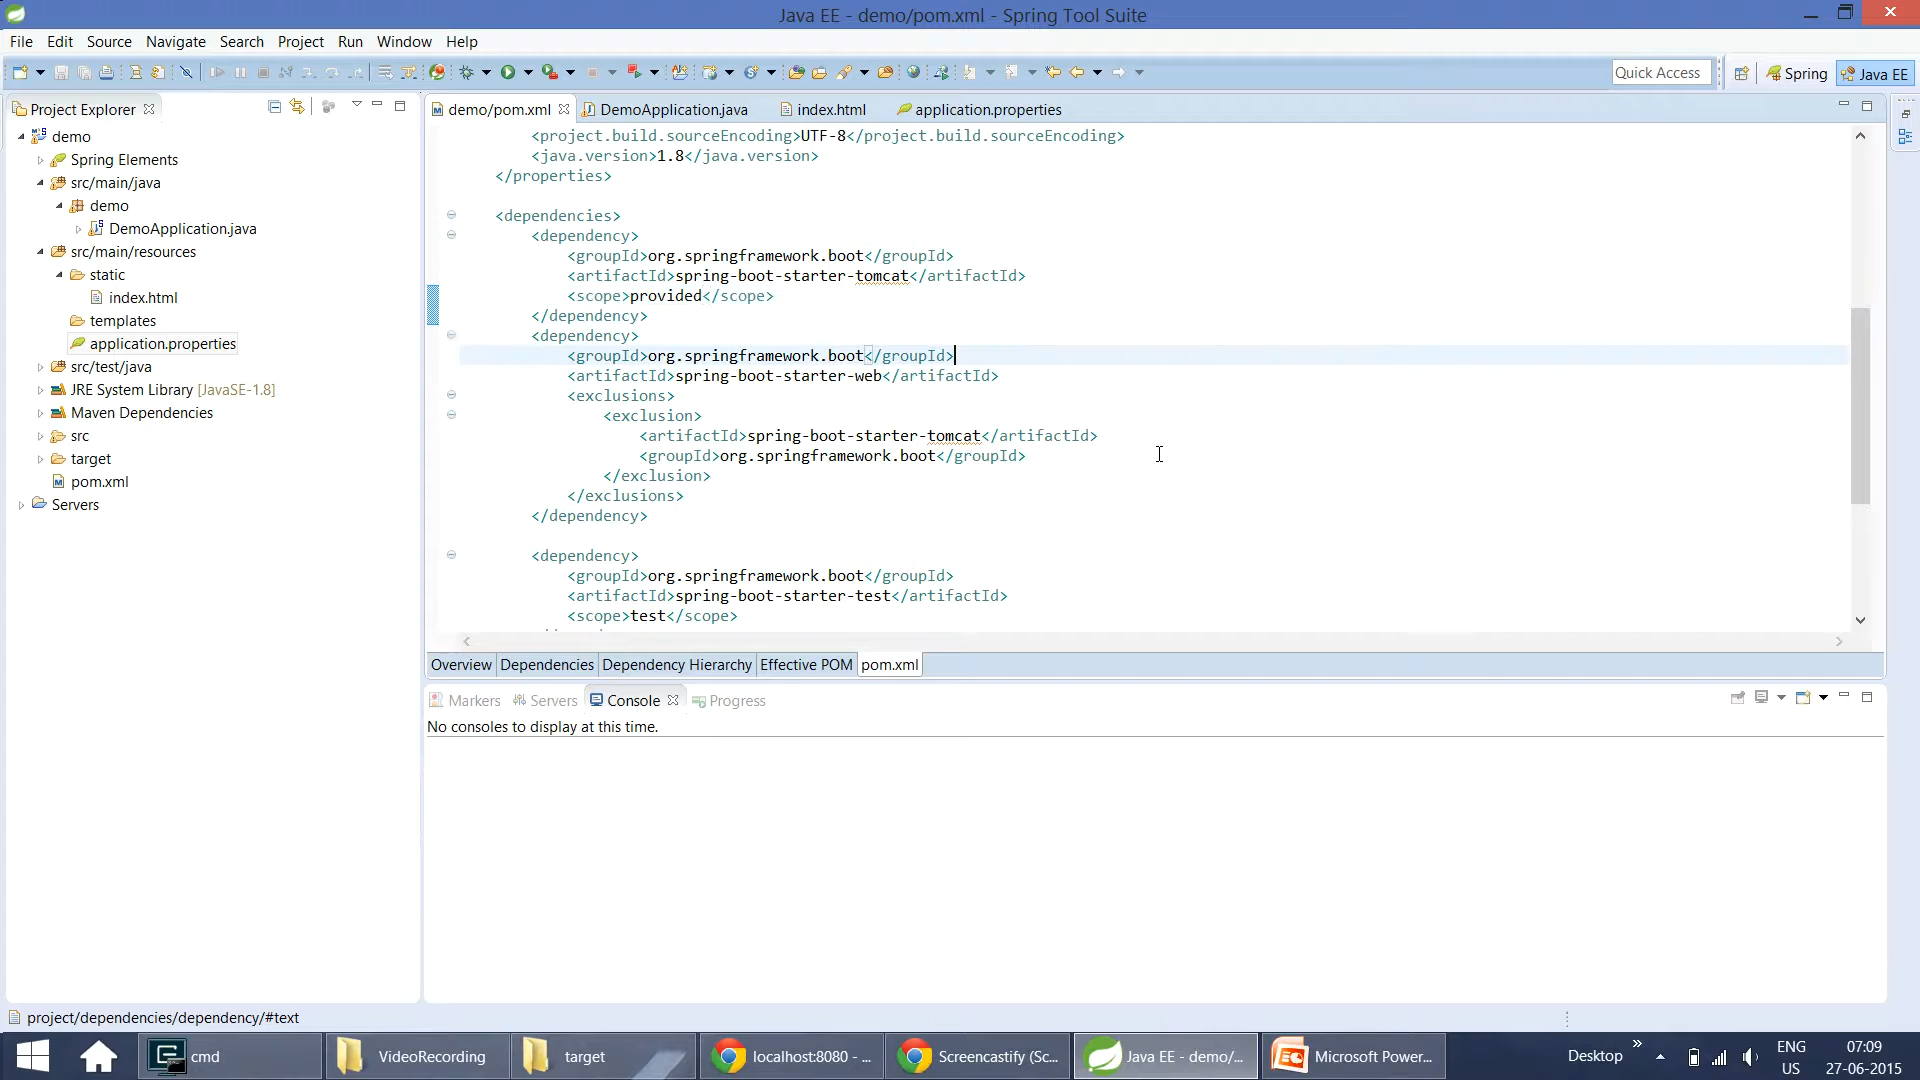 Java EE - demo/pom.xml - Spring Tool Suite
File Edit Source Navigate Search Project Run Window Help
Quick Access
Spring
Java EE
Project Explorer
demo
Spring Elements
src/main/java
demo
DemoApplication.java
src/main/resources
static
index.html
templates
application.properties
src/test/java
JRE System Library [JavaSE-1.8]
Maven Dependencies
src
target
pom.xml
Servers
demo/pom.xml
DemoApplication.java
index.html
application.properties
<project.build.sourceEncoding>UTF-8</project.build.sourceEncoding>
<java.version>1.8</java.version>
</properties>
<dependencies>
<dependency>
<groupId>org.springframework.boot</groupId>
<artifactId>spring-boot-starter-tomcat</artifactId>
<scope>provided</scope>
</dependency>
<dependency>
<groupId>org.springframework.boot</groupId>
<artifactId>spring-boot-starter-web</artifactId>
<exclusions>
<exclusion>
<artifactId>spring-boot-starter-tomcat</artifactId>
<groupId>org.springframework.boot</groupId>
</exclusion>
</exclusions>
</dependency>
<dependency>
<groupId>org.springframework.boot</groupId>
<artifactId>spring-boot-starter-test</artifactId>
<scope>test</scope>
Overview Dependencies Dependency Hierarchy Effective POM pom.xml
Markers Servers Console Progress
No consoles to display at this time.
project/dependencies/dependency/#text
cmd
VideoRecording
target
localhost:8080 - ...
Screencastify (Sc...
Java EE - demo/...
Microsoft Power...
Desktop
ENG
US
07:09
27-06-2015